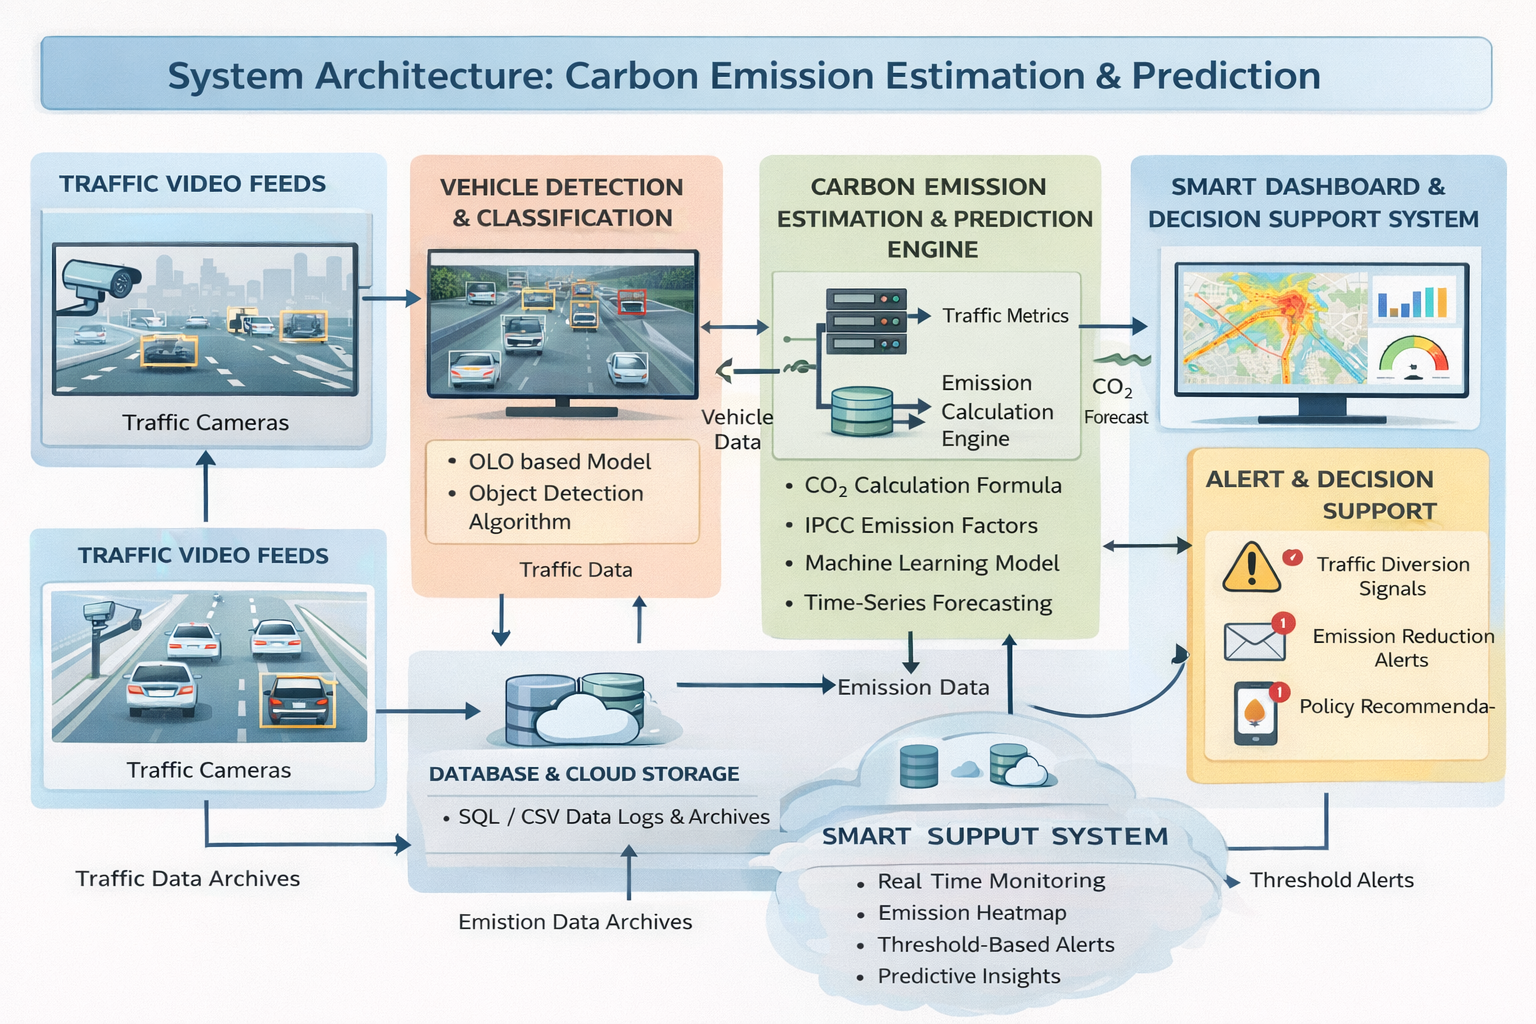 System Architecture: Carbon Emission Estimation & Prediction
TRAFFIC VIDEO FEEDS
Traffic Cameras
TRAFFIC VIDEO FEEDS
Traffic Cameras
Traffic Data Archives
VEHICLE DETECTION
& CLASSIFICATION
• OLO based Model
• Object Detection
Algorithm
Traffic Data
Vehicle
Data
CARBON EMISSION
ESTIMATION & PREDICTION
ENGINE
Traffic Metrics
Emission
Calculation
Engine
• CO₂ Calculation Formula
• IPCC Emission Factors
• Machine Learning Model
• Time-Series Forecasting
CO₂
Forecast
SMART DASHBOARD &
DECISION SUPPORT SYSTEM
ALERT & DECISION
SUPPORT
Traffic Diversion
Signals
1
Emission Reduction
Alerts
1
Policy Recommenda-
Emission Data
DATABASE & CLOUD STORAGE
• SQL / CSV Data Logs & Archives
Emistion Data Archives
SMART SUPPUT SYSTEM
• Real Time Monitoring
• Emission Heatmap
• Threshold-Based Alerts
• Predictive Insights
Threshold Alerts